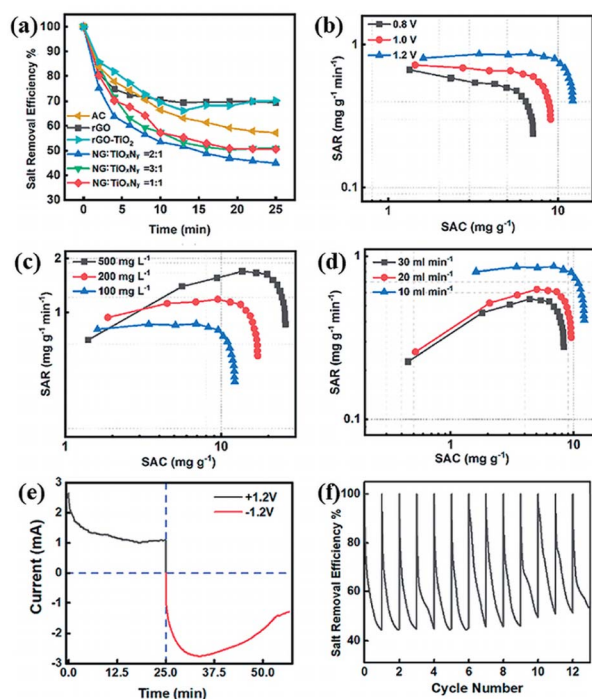 (a)
Salt Removal Efficiency %
100
90
80
70
60
50
40
30
AC
rGO
rGO-TiO₂
NG:TiOₓNᵧ =2:1
NG:TiOₓNᵧ =3:1
NG:TiOₓNᵧ =1:1
0 5 10 15 20 25
Time (min)
(b)
SAR (mg g⁻¹ min⁻¹)
1
0.1
0.8 V
1.0 V
1.2 V
1 10
SAC (mg g⁻¹)
(c)
SAR (mg g⁻¹ min⁻¹)
1
500 mg L⁻¹
200 mg L⁻¹
100 mg L⁻¹
1 10
SAC (mg g⁻¹)
(d)
SAR (mg g⁻¹ min⁻¹)
1
0.1
30 ml min⁻¹
20 ml min⁻¹
10 ml min⁻¹
1 10
SAC (mg g⁻¹)
(e)
Current (mA)
3
2
1
0
-1
-2
-3
+1.2V
-1.2V
0.0 12.5 25.0 37.5 50.0
Time (min)
(f)
Salt Removal Efficiency %
100
80
60
40
0 2 4 6 8 10 12
Cycle Number